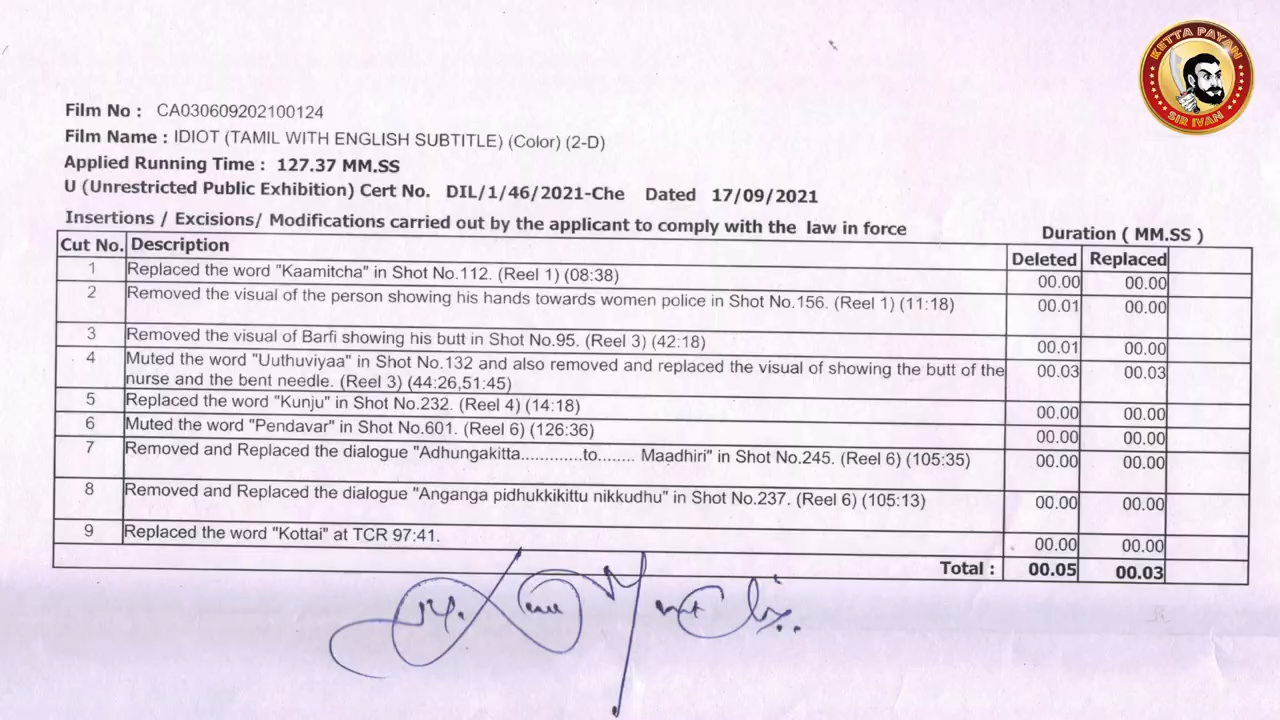 KETTA PAYAN
SIR IVAN
Film No : CA030609202100124
Film Name : IDIOT (TAMIL WITH ENGLISH SUBTITLE) (Color) (2-D)
Applied Running Time : 127.37 MM.SS
U (Unrestricted Public Exhibition) Cert No. DIL/1/46/2021-Che Dated 17/09/2021
Insertions / Excisions/ Modifications carried out by the applicant to comply with the law in force Duration ( MM.SS )
Cut No. Description Deleted Replaced
1 Replaced the word "Kaamitcha" in Shot No.112. (Reel 1) (08:38) 00.00 00.00
2 Removed the visual of the person showing his hands towards women police in Shot No.156. (Reel 1) (11:18) 00.01 00.00
3 Removed the visual of Barfi showing his butt in Shot No.95. (Reel 3) (42:18) 00.01 00.00
4 Muted the word "Uuthuviyaa" in Shot No.132 and also removed and replaced the visual of showing the butt of the 00.03 00.03
nurse and the bent needle. (Reel 3) (44:26,51:45)
5 Replaced the word "Kunju" in Shot No.232. (Reel 4) (14:18) 00.00 00.00
6 Muted the word "Pendavar" in Shot No.601. (Reel 6) (126:36) 00.00 00.00
7 Removed and Replaced the dialogue "Adhungakitta.............to........ Maadhiri" in Shot No.245. (Reel 6) (105:35) 00.00 00.00
8 Removed and Replaced the dialogue "Anganga pidhukkikittu nikkudhu" in Shot No.237. (Reel 6) (105:13) 00.00 00.00
9 Replaced the word "Kottai" at TCR 97:41. 00.00 00.00
Total : 00.05 00.03